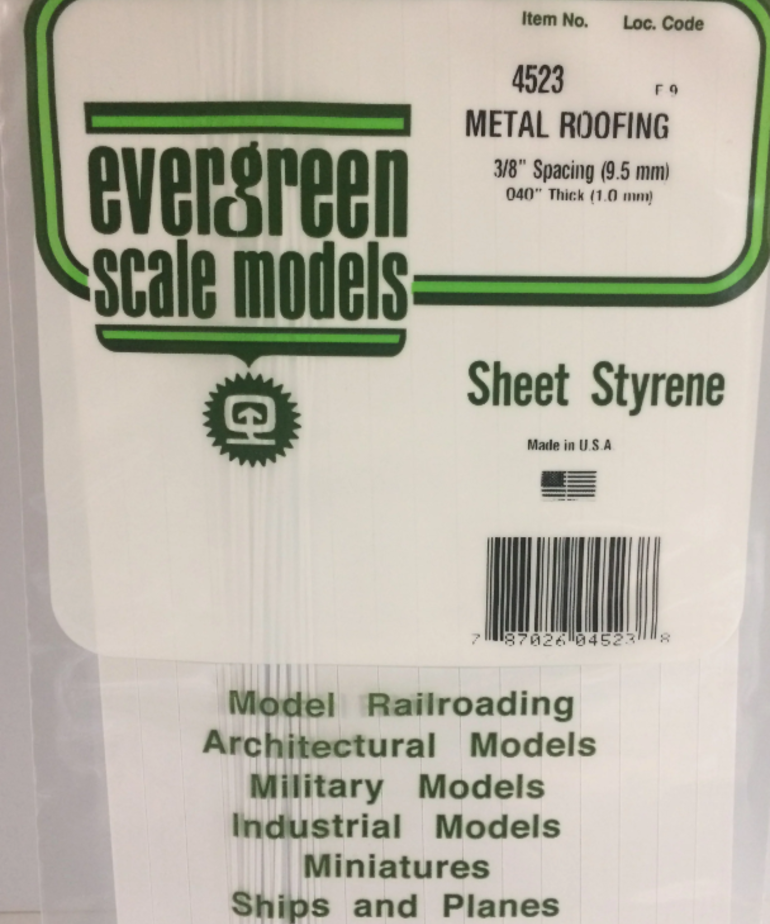 Item No. Loc. Code
4523 F 9
METAL ROOFING
3/8" Spacing (9.5 mm)
040" Thick (1.0 mm)
evergreen
scale models
Sheet Styrene
Made in U.S.A
7 87026 04523 8
Model Railroading
Architectural Models
Military Models
Industrial Models
Miniatures
Ships and Planes